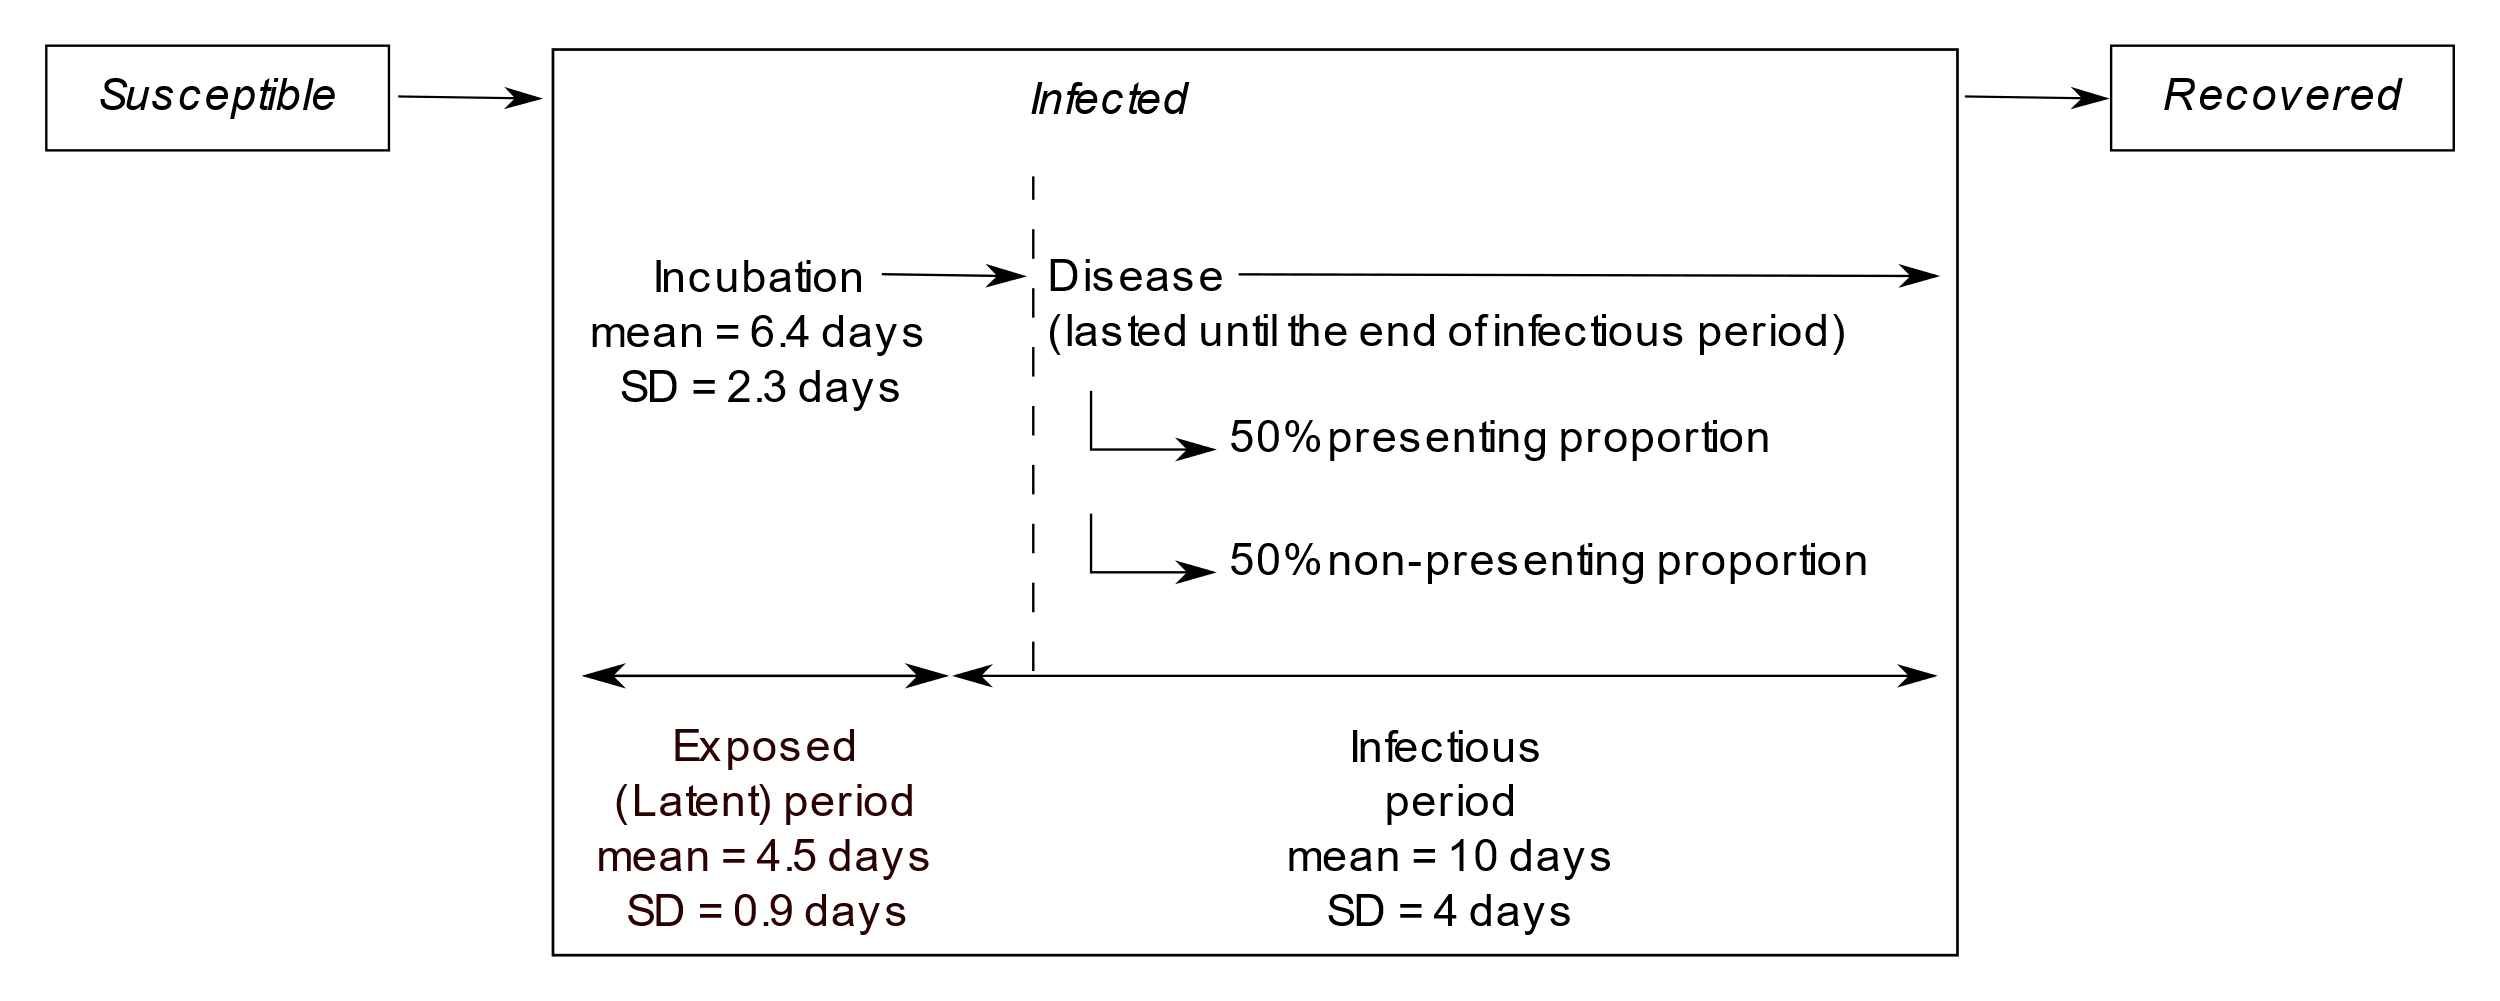 Susceptible
Infected
Recovered
Incubation
mean = 6.4 days
SD = 2.3 days
Disease
(lasted until the end of infectious period)
50% presenting proportion
50% non-presenting proportion
Exposed
(Latent) period
mean = 4.5 days
SD = 0.9 days
Infectious
period
mean = 10 days
SD = 4 days